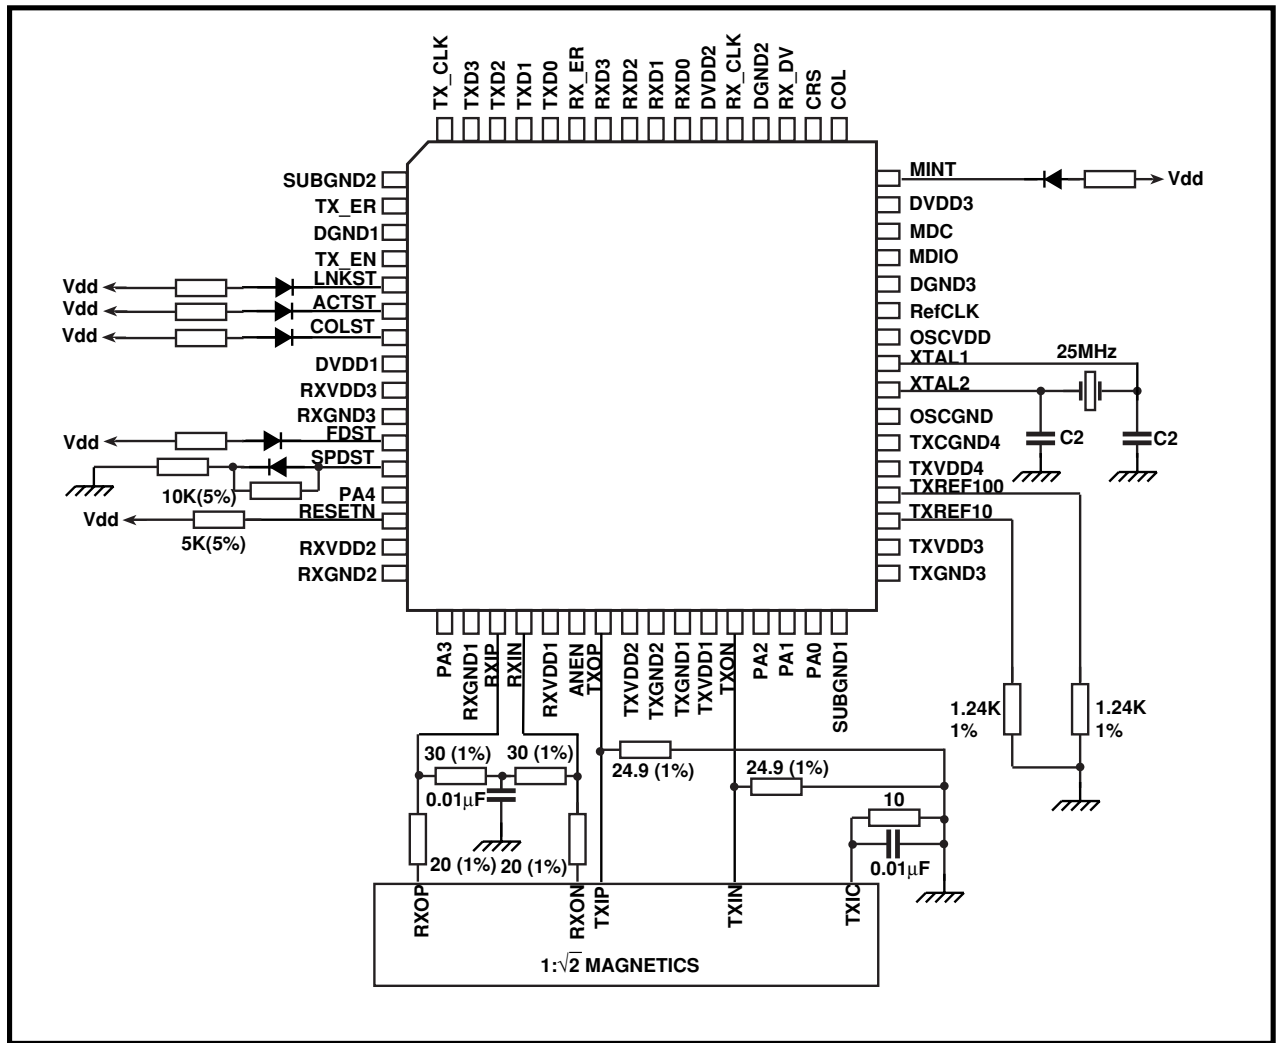 TX_CLK
TXD3
TXD2
TXD1
TXD0
RX_ER
RXD3
RXD2
RXD1
RXD0
DVDD2
RX_CLK
DGND2
RX_DV
CRS
COL
SUBGND2
TX_ER
DGND1
TX_EN
Vdd
LNKST
Vdd
ACTST
Vdd
COLST
DVDD1
RXVDD3
RXGND3
Vdd
FDST
SPDST
10K(5%)
PA4
Vdd
RESETN
5K(5%)
RXVDD2
RXGND2
MINT
Vdd
DVDD3
MDC
MDIO
DGND3
RefCLK
OSCVDD
XTAL1
25MHz
XTAL2
OSCGND
C2
C2
TXCGND4
TXVDD4
TXREF100
TXREF10
TXVDD3
TXGND3
PA3
RXGND1
RXIP
RXIN
RXVDD1
ANEN
TXOP
TXVDD2
TXGND2
TXGND1
TXVDD1
TXON
PA2
PA1
PA0
SUBGND1
1.24K
1%
1.24K
1%
30 (1%)
30 (1%)
24.9 (1%)
24.9 (1%)
0.01μF
10
20 (1%)
20 (1%)
0.01μF
RXOP
RXON
TXIP
TXIN
TXIC
1:√2 MAGNETICS